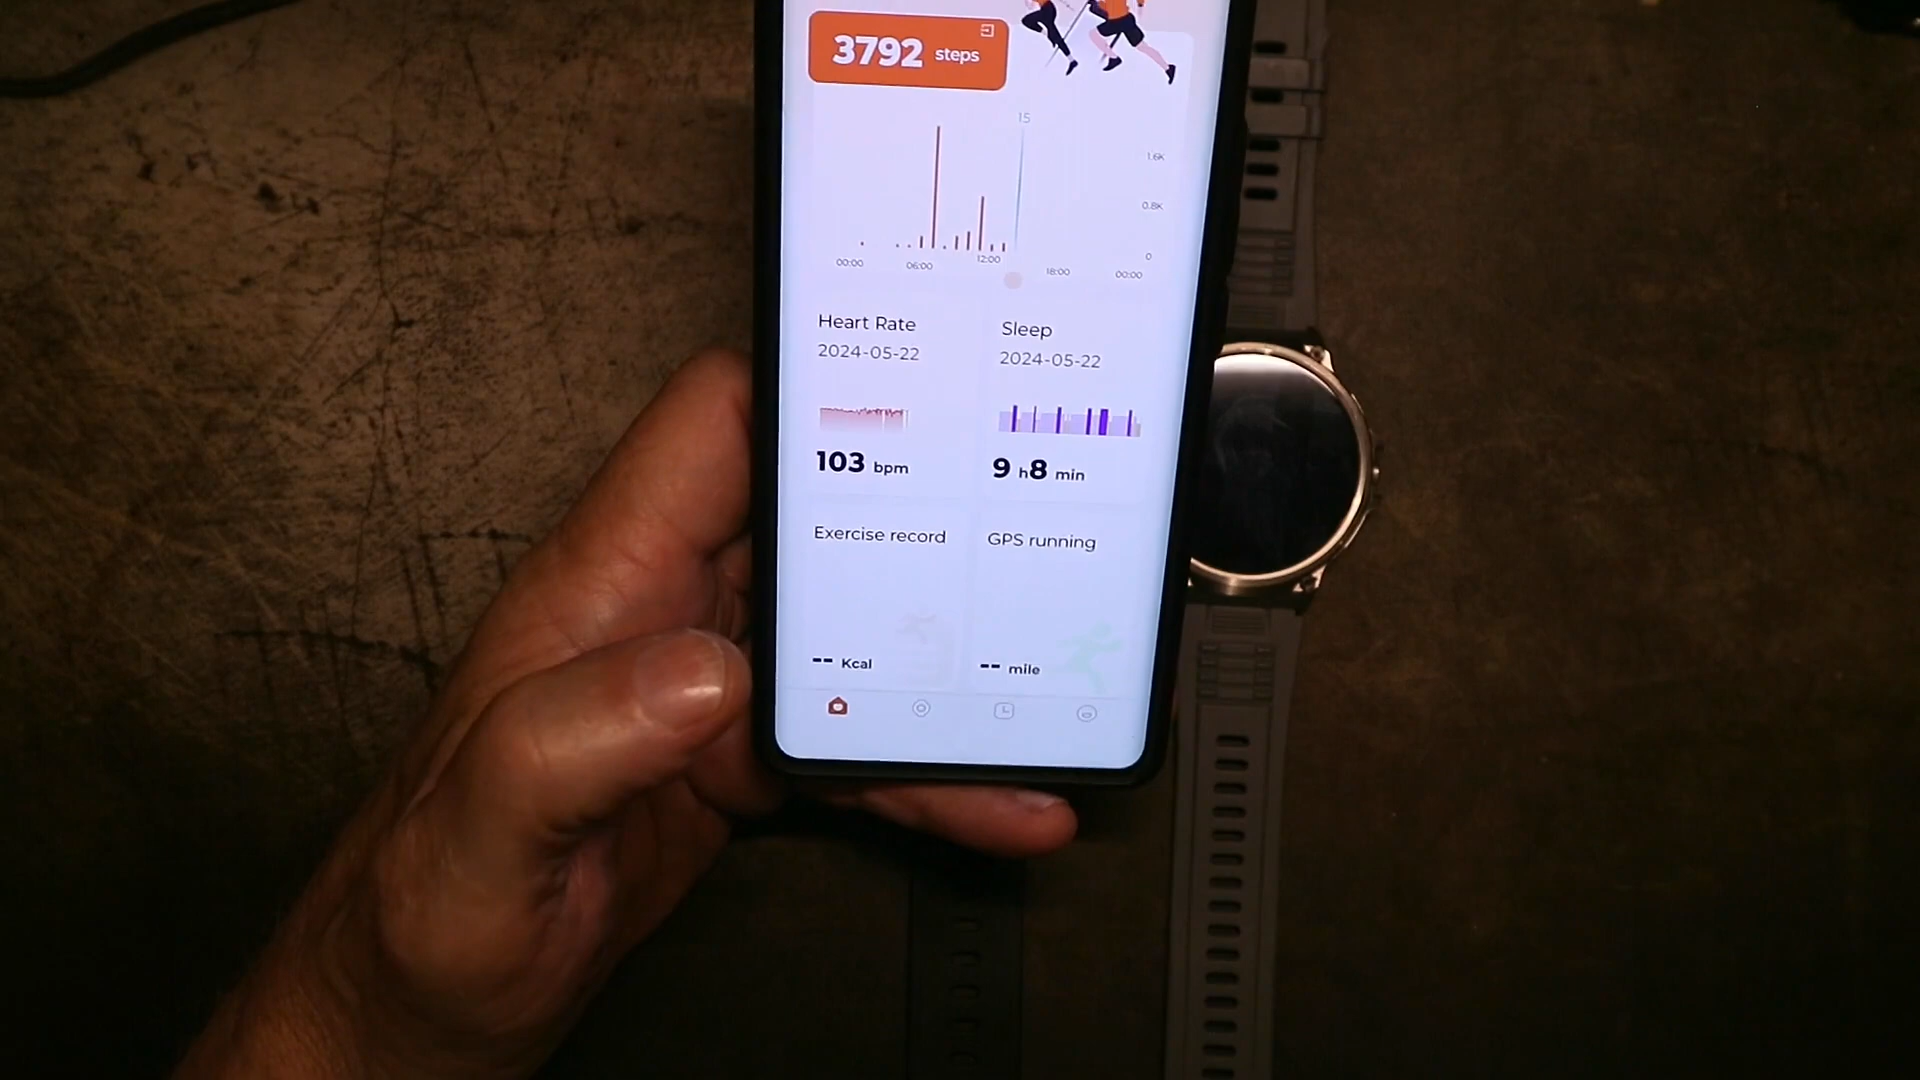 3792 steps
15
1.6K
0.8K
0
00:00 06:00 12:00 18:00 00:00
Heart Rate
2024-05-22
103 bpm
Sleep
2024-05-22
9 h8 min
Exercise record
-- Kcal
GPS running
-- mile